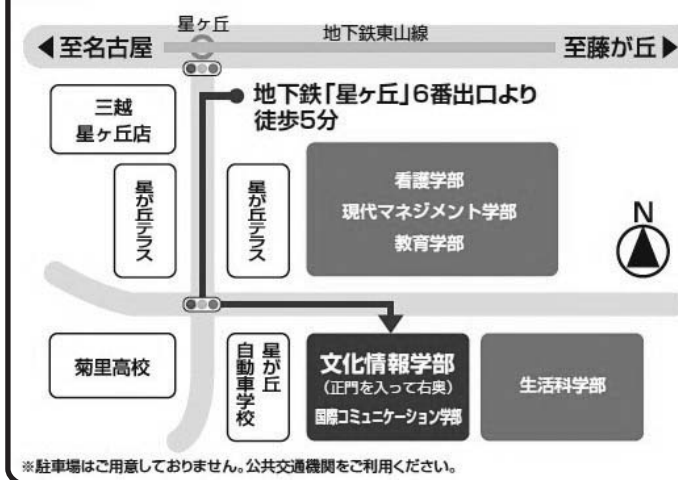 星ヶ丘
地下鉄東山線
◀至名古屋
至藤が丘▶
地下鉄「星ヶ丘」6番出口より
徒歩5分
三越
星ヶ丘店
星が丘テラス
星が丘テラス
看護学部
現代マネジメント学部
教育学部
N
菊里高校
星が丘
自動車学校
文化情報学部
（正門を入って右奥）
国際コミュニケーション学部
生活科学部
※駐車場はご用意しておりません。公共交通機関をご利用ください。